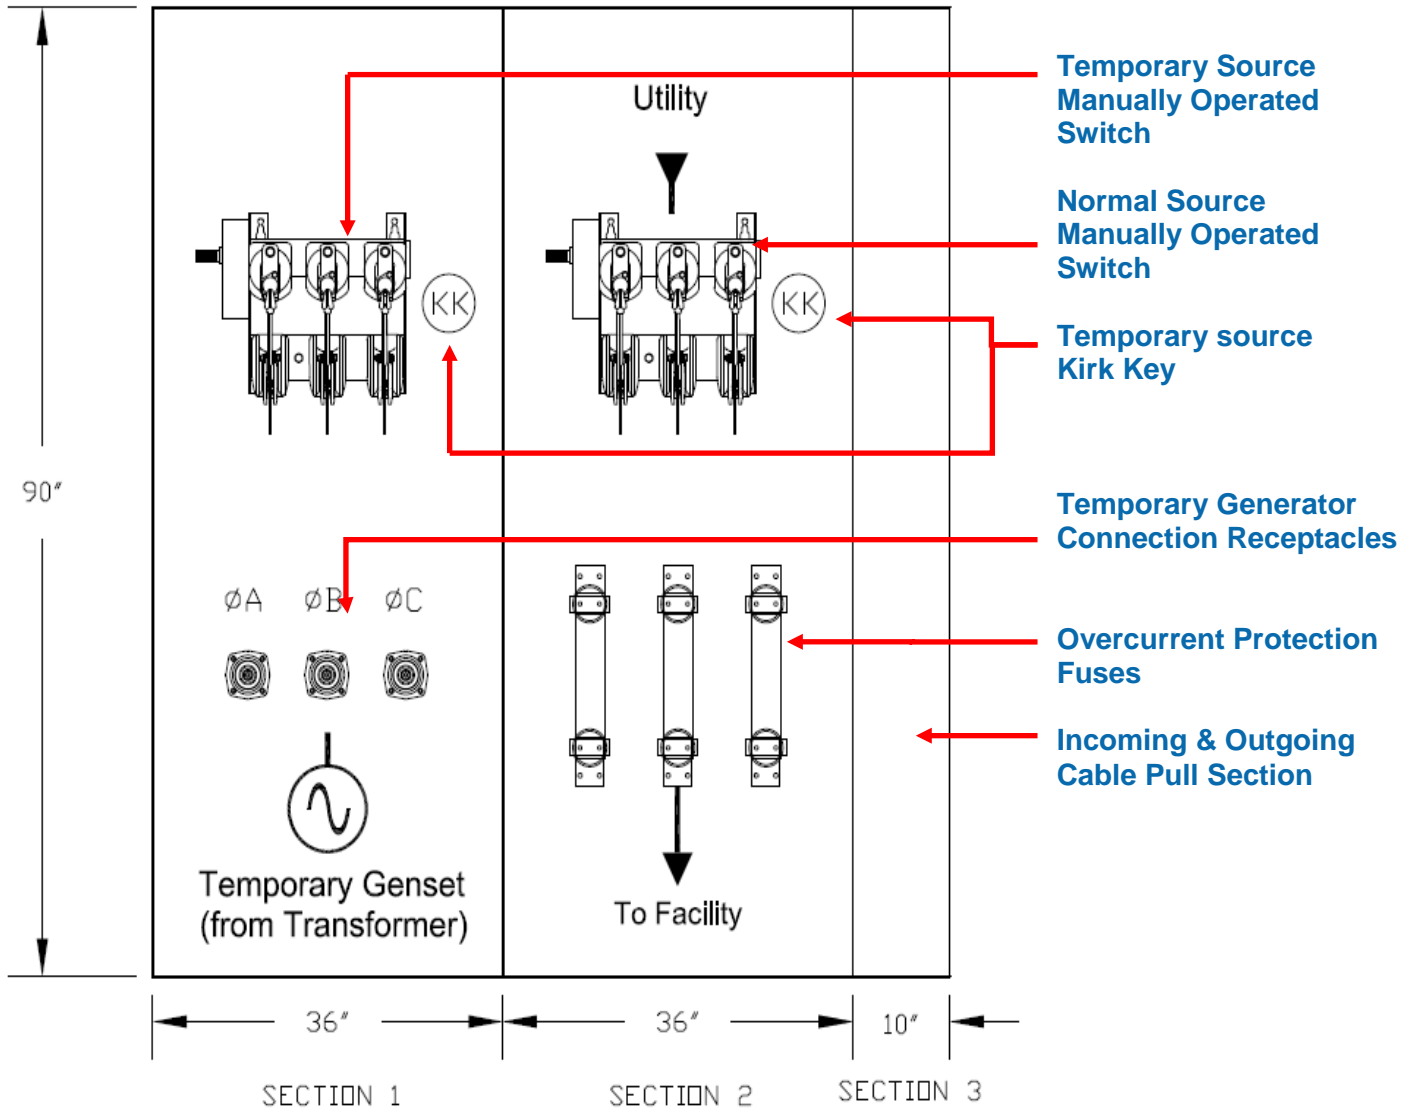 Temporary Source
Manually Operated
Switch
Utility
Normal Source
Manually Operated
Switch
KK
KK
Temporary source
Kirk Key
90"
Temporary Generator
Connection Receptacles
ØA ØB ØC
Overcurrent Protection
Fuses
Incoming & Outgoing
Cable Pull Section
Temporary Genset
(from Transformer)
To Facility
36"
36"
10"
SECTION 1
SECTION 2
SECTION 3